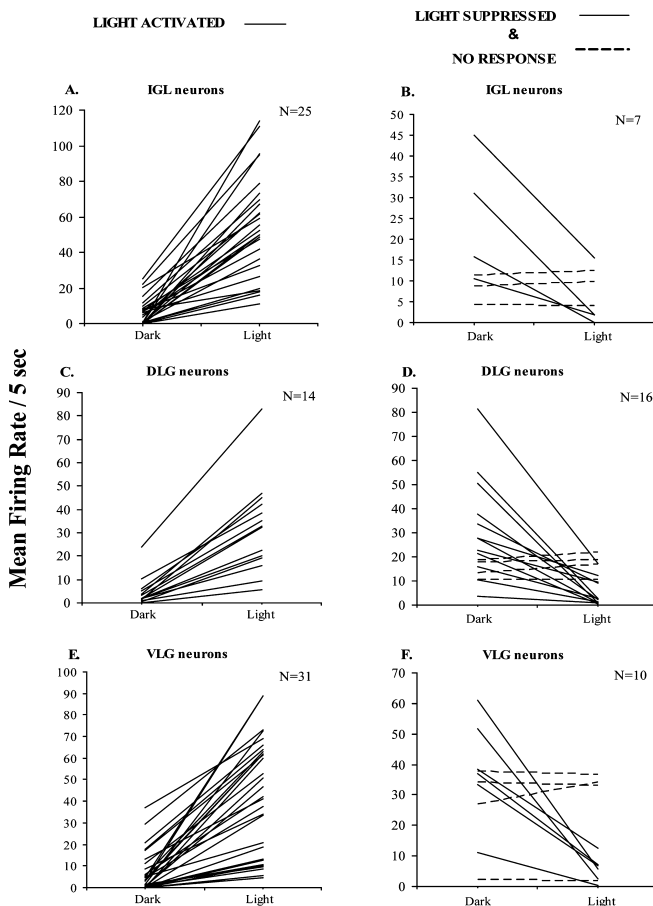 LIGHT ACTIVATED
LIGHT SUPPRESSED
&
NO RESPONSE
Mean Firing Rate / 5 sec
A.
IGL neurons
N=25
120
100
80
60
40
20
0
Dark Light
B.
IGL neurons
N=7
50
45
40
35
30
25
20
15
10
5
0
Dark Light
C.
DLG neurons
N=14
90
80
70
60
50
40
30
20
10
0
Dark Light
D.
DLG neurons
N=16
90
80
70
60
50
40
30
20
10
0
Dark Light
E.
VLG neurons
N=31
100
90
80
70
60
50
40
30
20
10
0
Dark Light
F.
VLG neurons
N=10
70
60
50
40
30
20
10
0
Dark Light